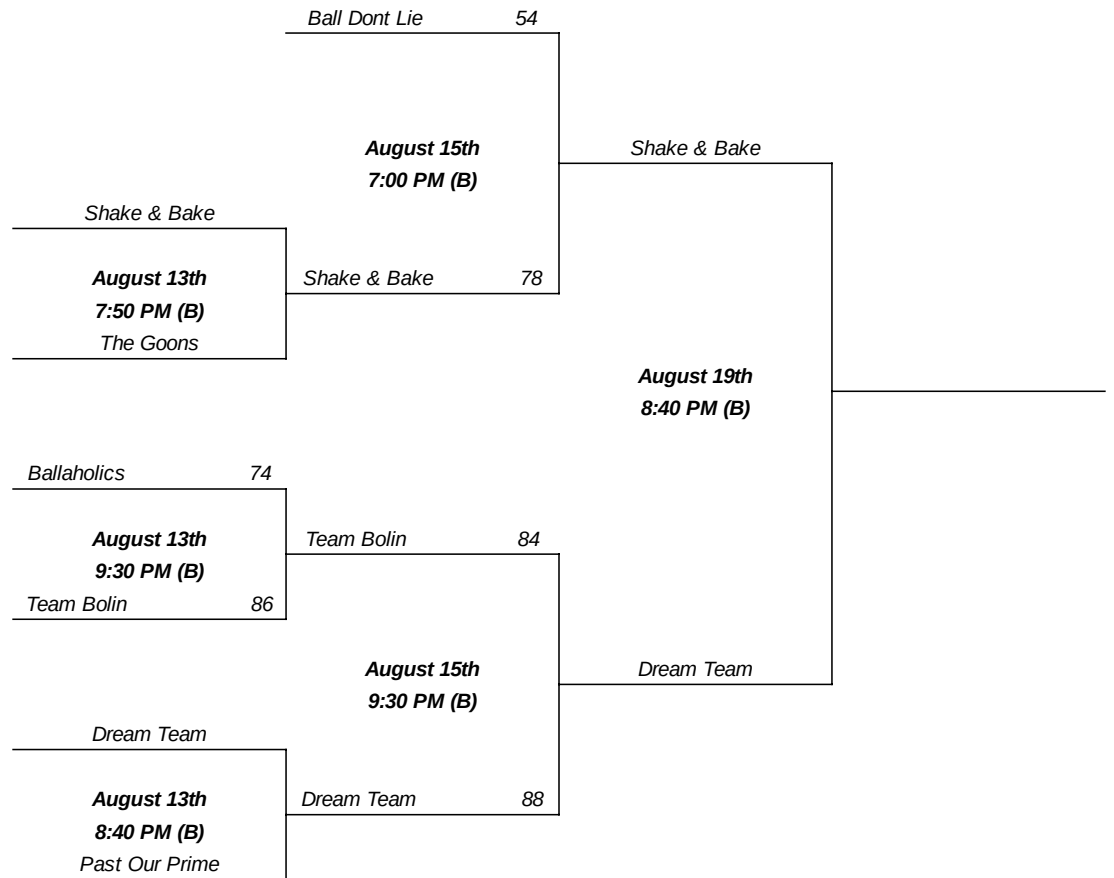 Ball Dont Lie 54
August 15th
7:00 PM (B)
Shake & Bake
Shake & Bake
August 13th
7:50 PM (B)
Shake & Bake 78
The Goons
August 19th
8:40 PM (B)
Ballaholics 74
August 13th
9:30 PM (B)
Team Bolin 84
Team Bolin 86
August 15th
9:30 PM (B)
Dream Team
Dream Team
August 13th
8:40 PM (B)
Dream Team 88
Past Our Prime